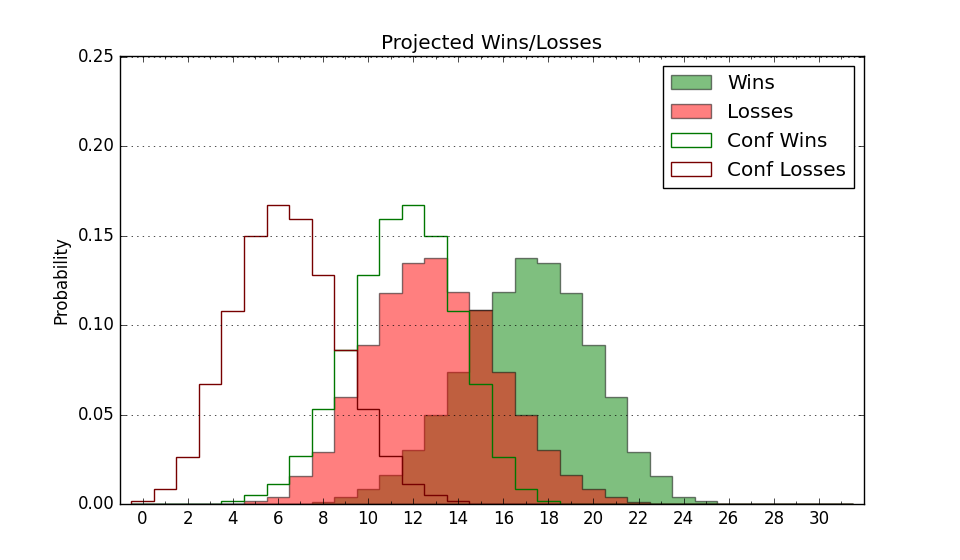 Projected Wins/Losses
0.25
0.20
0.15
0.10
0.05
0.00
Probability
Wins
Losses
Conf Wins
Conf Losses
0 2 4 6 8 10 12 14 16 18 20 22 24 26 28 30